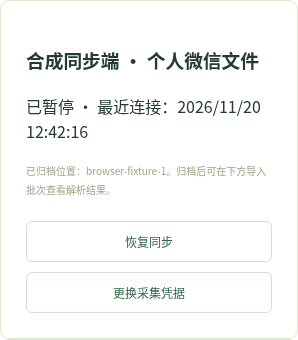 合成同步端 · 个人微信文件
已暂停 · 最近连接：2026/11/20
12:42:16
已归档位置：browser-fixture-1。归档后可在下方导入
批次查看解析结果。
恢复同步
更换采集凭据